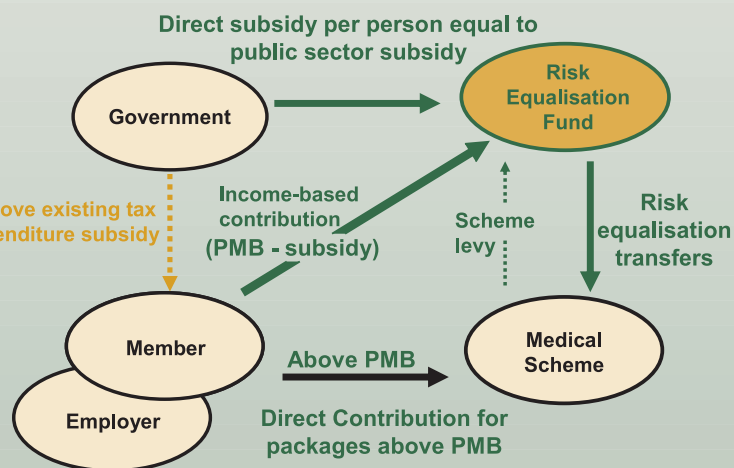 Direct subsidy per person equal to
public sector subsidy
Government
Risk
Equalisation
Fund
existing tax
subsidy
Income-based
contribution
(PMB - subsidy)
Scheme
levy
Risk
equalisation
transfers
Member
Employer
Above PMB
Direct Contribution for
packages above PMB
Medical
Scheme